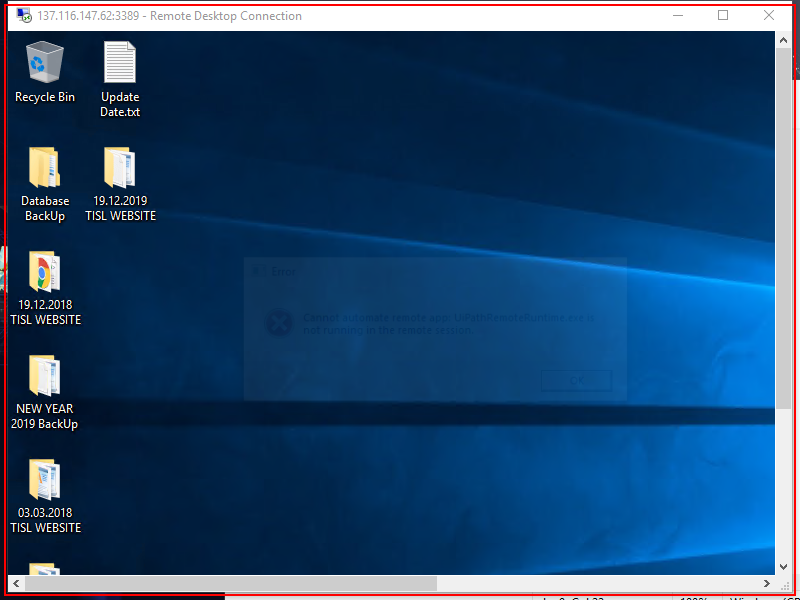 137.116.147.62:3389 - Remote Desktop Connection
Recycle Bin
Update
Date.txt
Database
BackUp
19.12.2019
TISL WEBSITE
19.12.2018
TISL WEBSITE
Error
Cannot automate remote app: UiPathRemoteRuntime.exe is
not running in the remote session.
OK
NEW YEAR
2019 BackUp
03.03.2018
TISL WEBSITE
100%